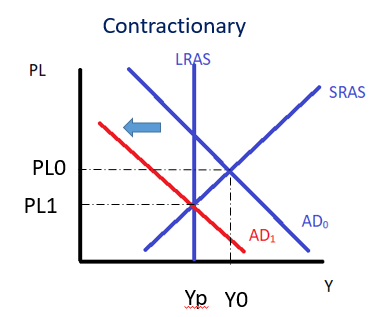 Contractionary
LRAS
PL
SRAS
PL0
PL1
AD₁
AD₀
Y
Yp
Y0